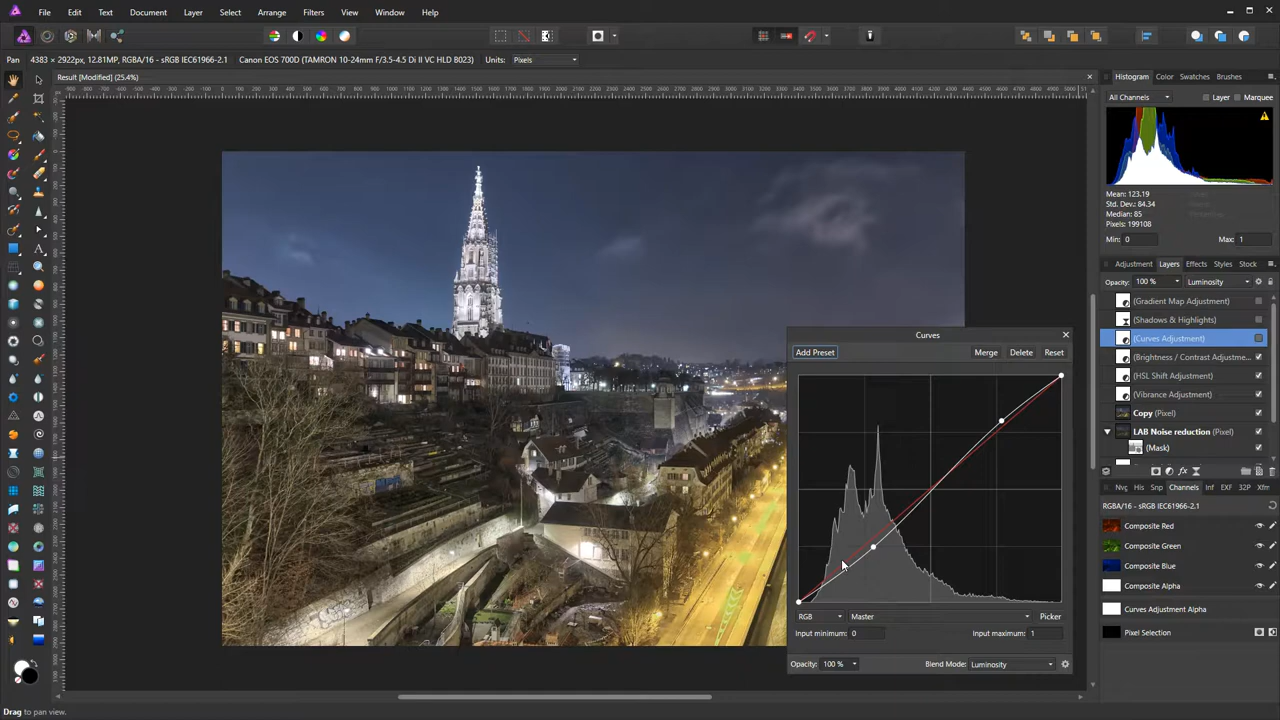 File Edit Text Document Layer Select Arrange Filters View Window Help
Pan 4383 × 2922px, 12.81MP, RGBA/16 - sRGB IEC61966-2.1 Canon EOS 700D (TAMRON 10-24mm F/3.5-4.5 Di II VC HLD B023) Units: Pixels
Result [Modified] (25.4%)
Histogram Color Swatches Brushes
All Channels Layer Marquee
Mean: 123.19
Std. Dev.: 84.34
Median: 85
Pixels: 199108
Min: 0 Max: 1
Adjustment Layers Effects Styles Stock
Opacity: 100 % Luminosity
(Gradient Map Adjustment)
(Shadows & Highlights)
(Curves Adjustment)
(Brightness / Contrast Adjustme...
(HSL Shift Adjustment)
(Vibrance Adjustment)
Copy (Pixel)
LAB Noise reduction (Pixel)
(Mask)
Nvg His Snp Channels Inf EXF 32P Xfm
RGBA/16 - sRGB IEC61966-2.1
Composite Red
Composite Green
Composite Blue
Composite Alpha
Curves Adjustment Alpha
Pixel Selection
Curves
Add Preset Merge Delete Reset
RGB Master Picker
Input minimum: 0 Input maximum: 1
Opacity: 100 % Blend Mode: Luminosity
Drag to pan view.